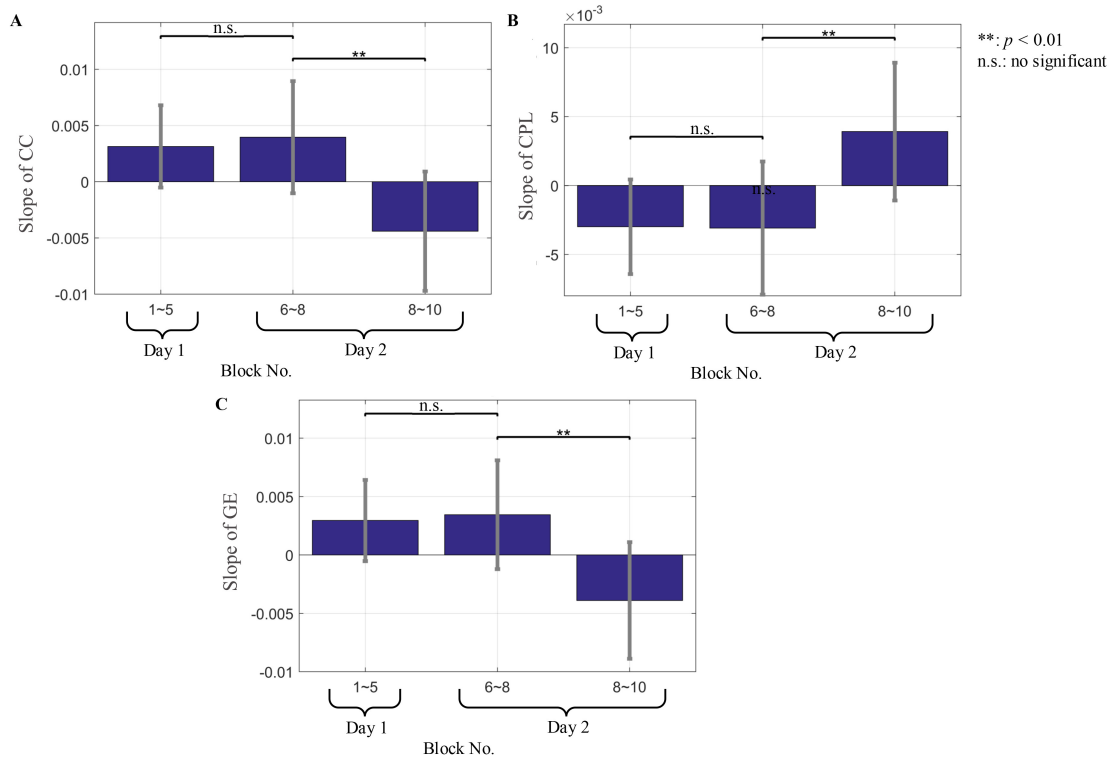 A
n.s.
**
0.01
0.005
0
-0.005
-0.01
Slope of CC
1~5
6~8
8~10
Day 1
Day 2
Block No.
B
×10⁻³
**
n.s.
n.s.
10
5
0
-5
Slope of CPL
1~5
6~8
8~10
Day 1
Day 2
Block No.
**: p < 0.01
n.s.: no significant
C
n.s.
**
0.01
0.005
0
-0.005
-0.01
Slope of GE
1~5
6~8
8~10
Day 1
Day 2
Block No.